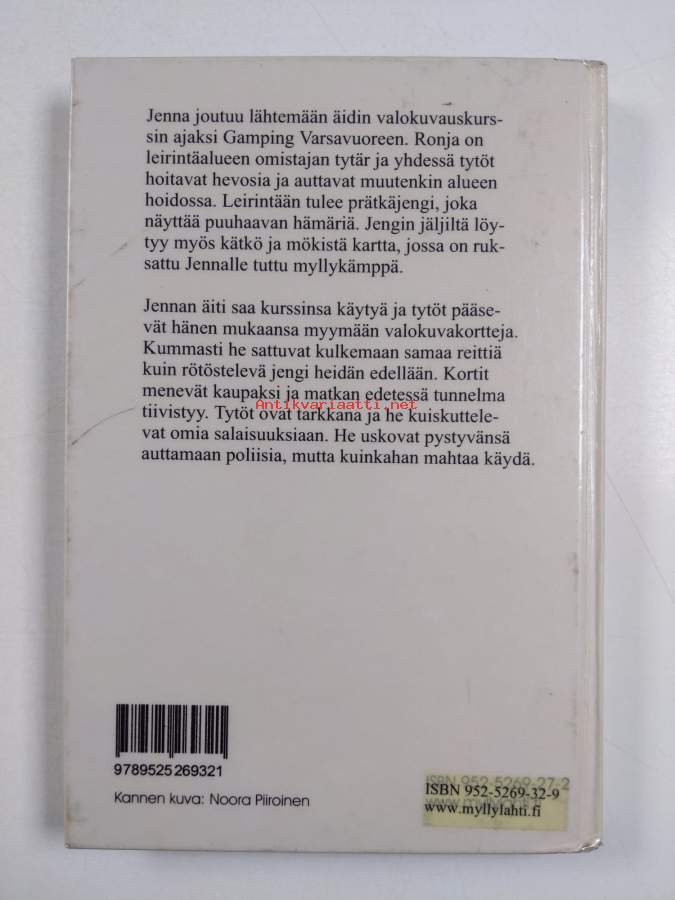 Jenna joutuu lähtemään äidin valokuvauskurs-
sin ajaksi Gamping Varsavuoreen. Ronja on
leirintäalueen omistajan tytär ja yhdessä tytöt
hoitavat hevosia ja auttavat muutenkin alueen
hoidossa. Leirintään tulee prätkäjengi, joka
näyttää puuhaavan hämäriä. Jengin jäljiltä löy-
tyy myös kätkö ja mökistä kartta, jossa on ruk-
sattu Jennalle tuttu myllykämppä.
Jennan äiti saa kurssinsa käytyä ja tytöt pääse-
vät hänen mukaansa myymään valokuvakortteja.
Kummasti he sattuvat kulkemaan samaa reittiä
kuin rötöstelevä jengi heidän edellään. Kortit
menevät kaupaksi ja matkan edetessä tunnelma
Antikvariaatti.net
tiivistyy. Tytöt ovat tarkkana ja he kuiskuttele-
vat omia salaisuuksiaan. He uskovat pystyvänsä
auttamaan poliisia, mutta kuinkahan mahtaa käydä.
9789525269321
Kannen kuva: Noora Piiroinen
ISBN 952-5269-27-2
ISBN 952-5269-32-9
www.myllylahti.fi